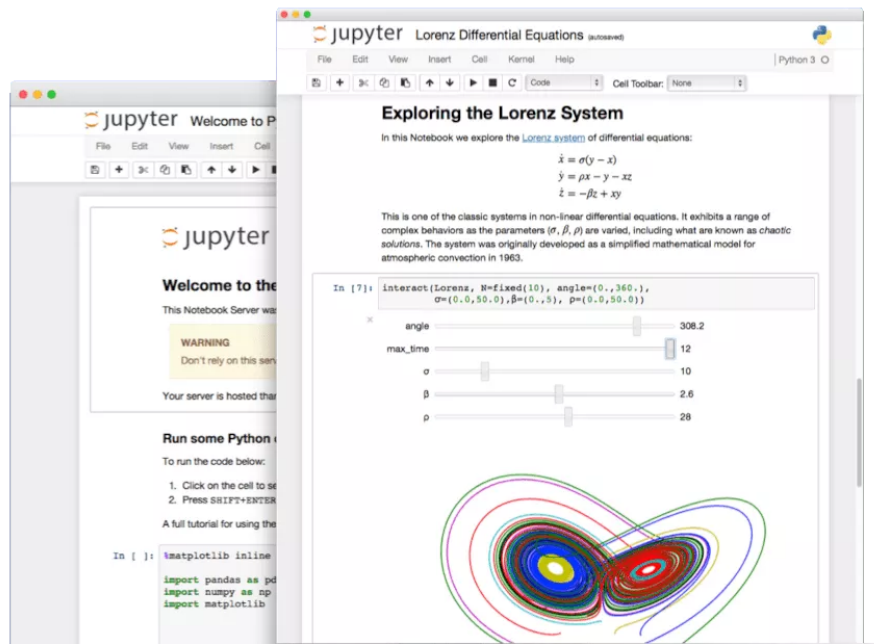 jupyter Lorenz Differential Equations (autosaved)
File Edit View Insert Cell Kernel Help
Python 3
Code
Cell Toolbar: None
Exploring the Lorenz System
In this Notebook we explore the Lorenz system of differential equations:
ẋ = σ(y − x)
ẏ = ρx − y − xz
ż = −βz + xy
This is one of the classic systems in non-linear differential equations. It exhibits a range of
complex behaviors as the parameters (σ, β, ρ) are varied, including what are known as chaotic
solutions. The system was originally developed as a simplified mathematical model for
atmospheric convection in 1963.
In [7]: interact(Lorenz, N=fixed(10), angle=(0.,360.),
σ=(0.0,50.0),β=(0.,5), ρ=(0.0,50.0))
angle 308.2
max_time 12
σ 10
β 2.6
ρ 28
jupyter Welcome to P
File Edit View Insert Cell
jupyter
Welcome to the
This Notebook Server was
WARNING
Don't rely on this
Your server is hosted
Run some Python
To run the code below:
1. Click on the cell to
2. Press SHIFT+ENTER
A full tutorial for using the
In [ ]: %matplotlib inline
import pandas as pd
import numpy as np
import matplotlib